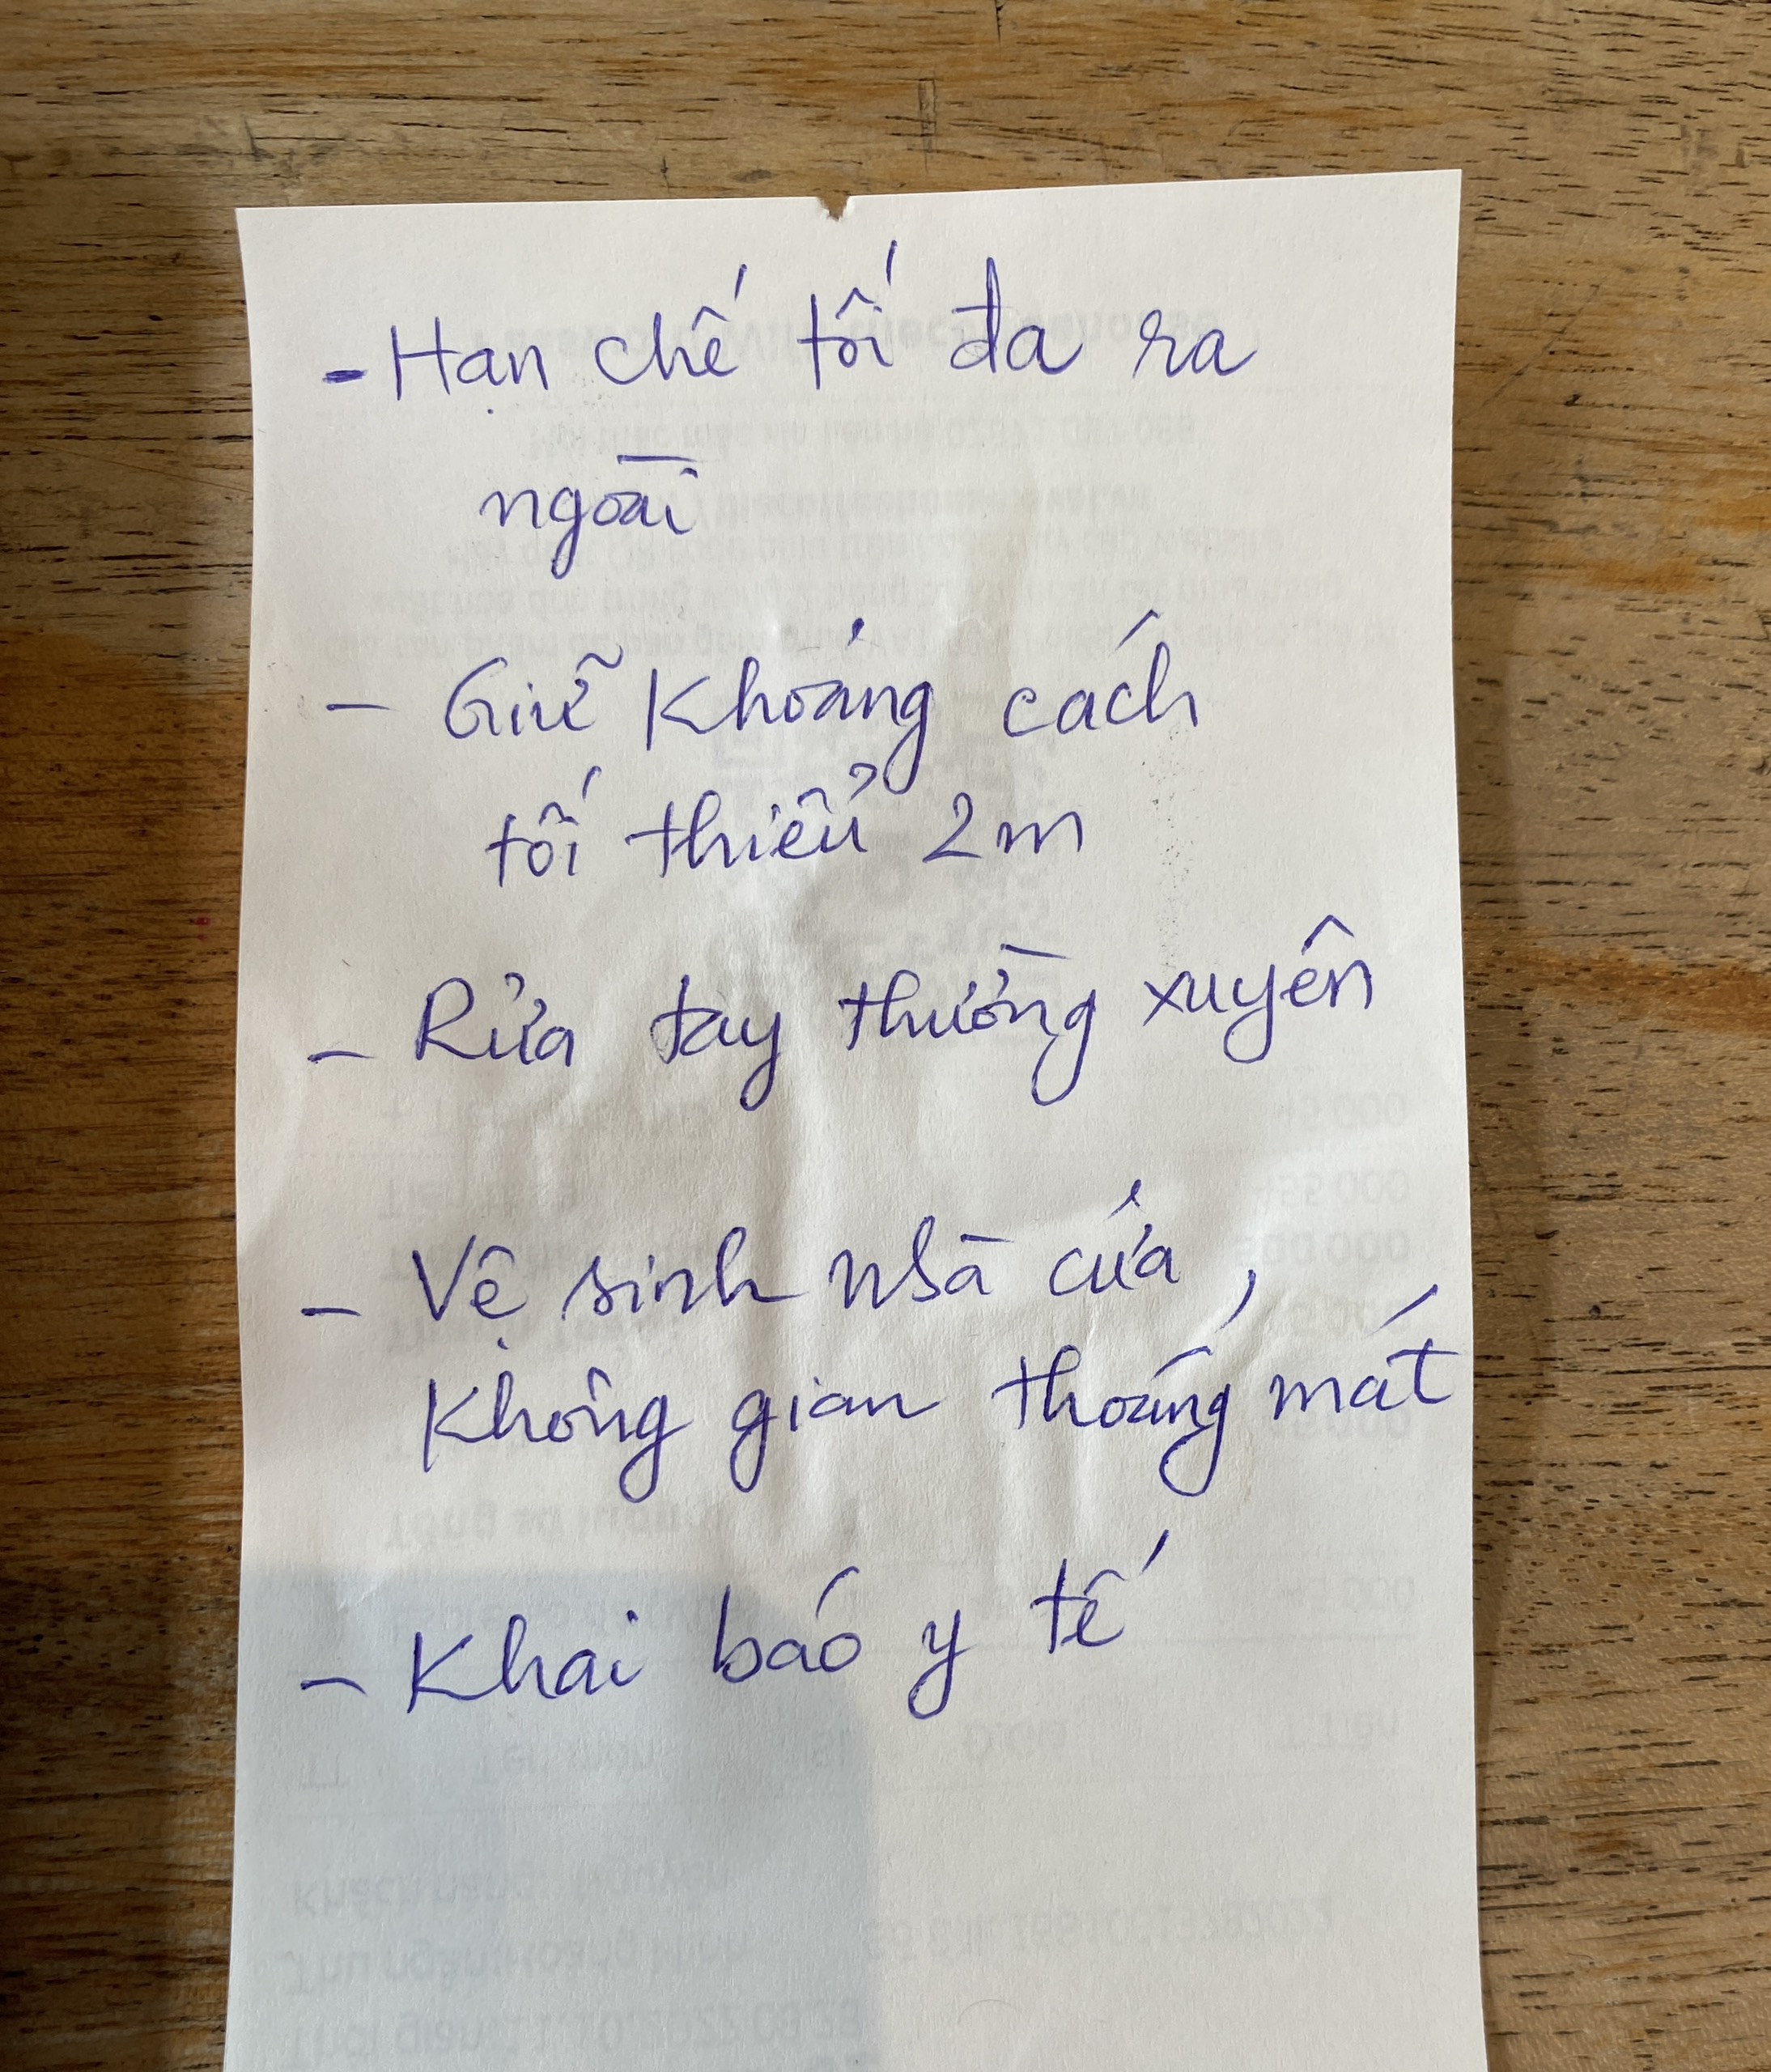 - Hạn chế tối đa ra
ngoài
- Giữ khoảng cách
tối thiểu 2m
- Rửa tay thường xuyên
- Vệ sinh nhà cửa,
không gian thoáng mát
- Khai báo y tế